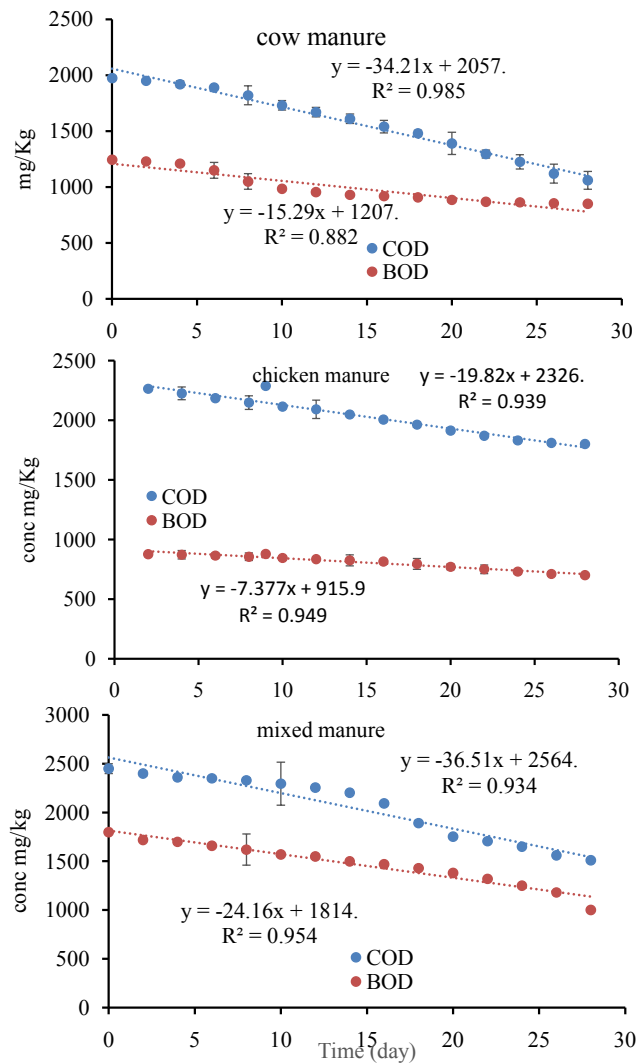 cow manure
y = -34.21x + 2057.
R² = 0.985
2500
2000
1500
1000
500
0
mg/Kg
y = -15.29x + 1207.
R² = 0.882
COD
BOD
0 5 10 15 20 25 30
2500
2000
1500
1000
500
0
conc mg/Kg
chicken manure
y = -19.82x + 2326.
R² = 0.939
COD
BOD
y = -7.377x + 915.9
R² = 0.949
0 5 10 15 20 25 30
3000
2500
2000
1500
1000
500
0
conc mg/kg
mixed manure
y = -36.51x + 2564.
R² = 0.934
y = -24.16x + 1814.
R² = 0.954
COD
BOD
0 5 10 15 20 25 30
Time (day)